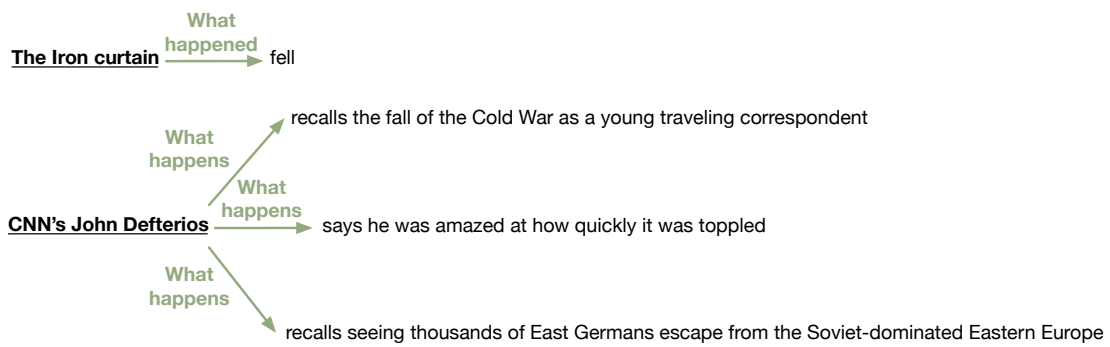 What
happened
The Iron curtain
fell
recalls the fall of the Cold War as a young traveling correspondent
What
happens
What
happens
CNN's John Defterios
says he was amazed at how quickly it was toppled
What
happens
recalls seeing thousands of East Germans escape from the Soviet-dominated Eastern Europe